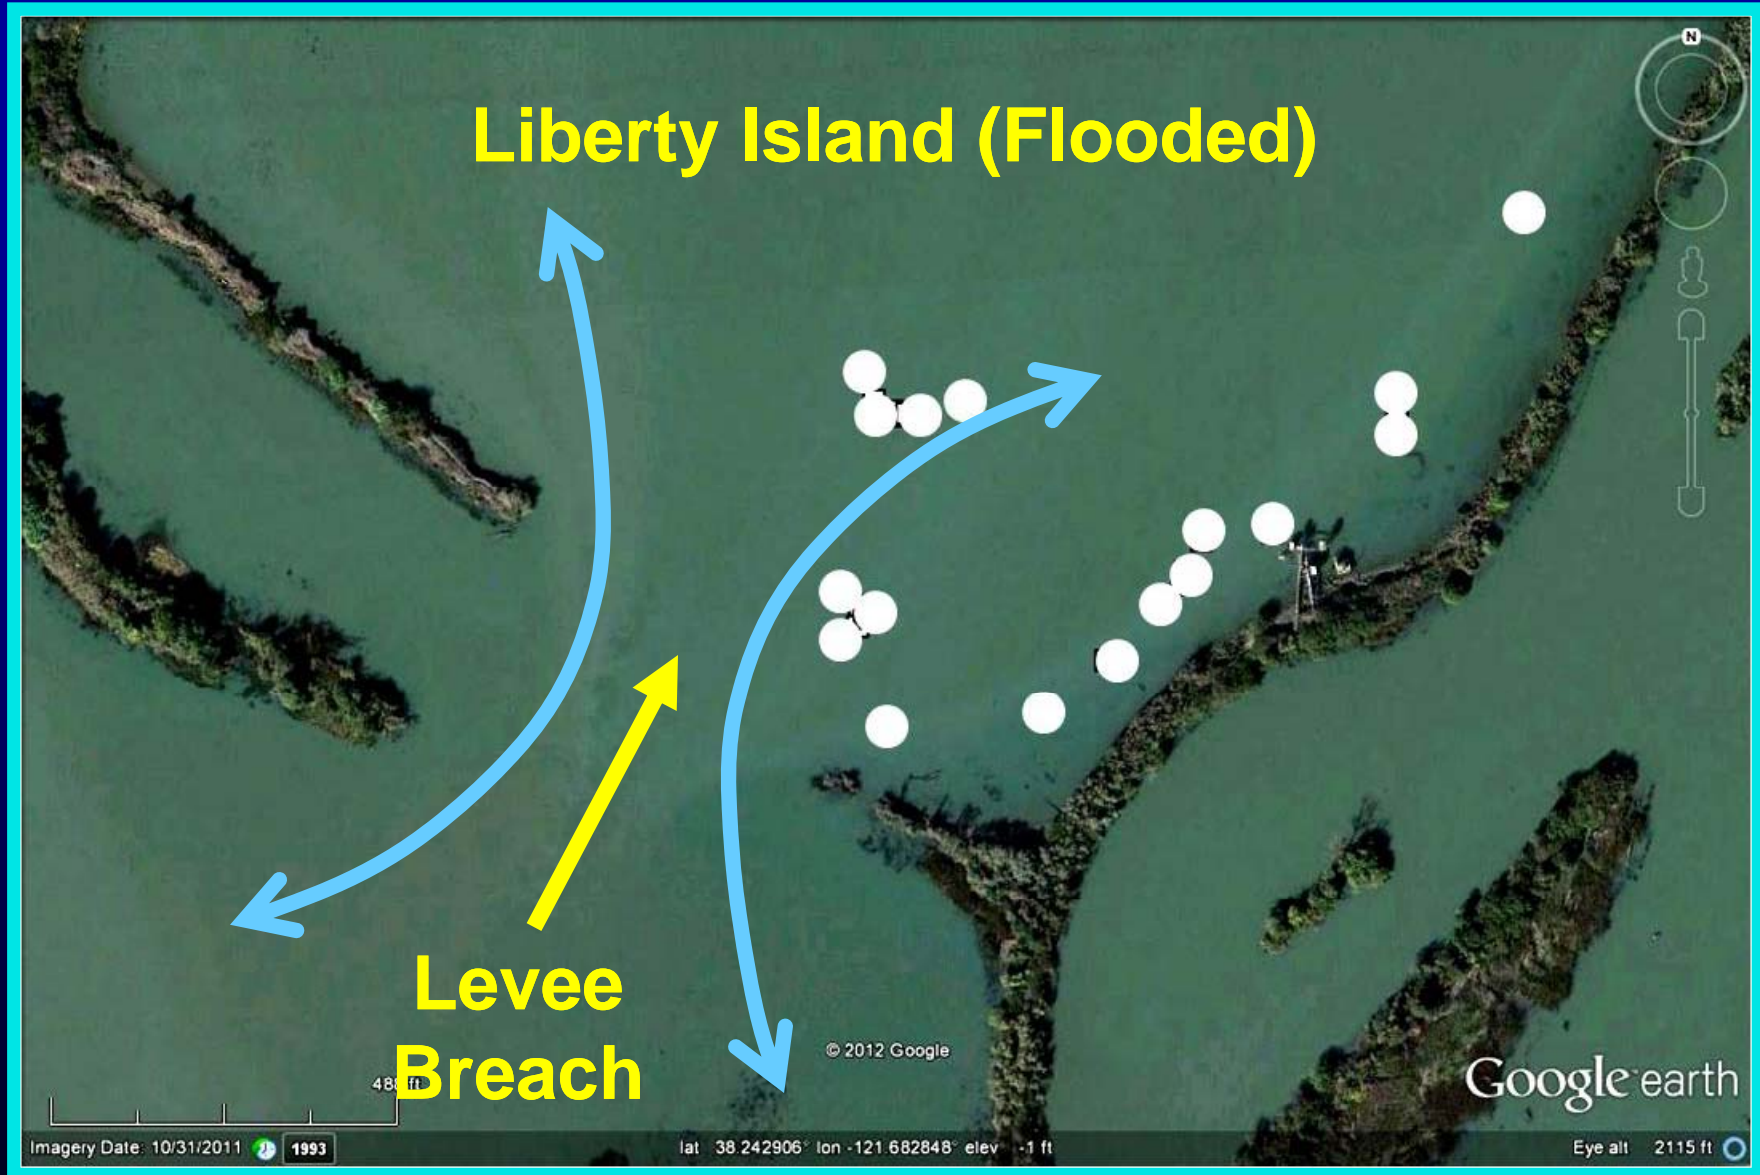 N
Liberty Island (Flooded)
Levee
Breach
© 2012 Google
Google earth
Imagery Date: 10/31/2011
1993
lat 38.242906° lon -121.682848° elev -1 ft
Eye alt 2115 ft